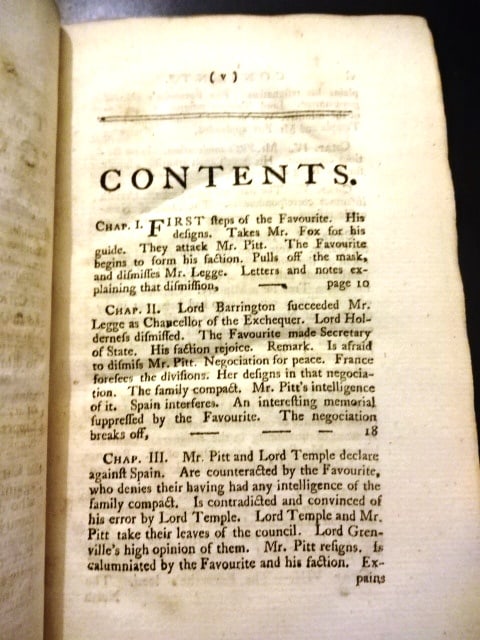 ( v )
CONTENTS.
CHAP. I. FIRST ſteps of the Favourite. His
deſigns. Takes Mr. Fox for his
guide. They attack Mr. Pitt. The Favourite
begins to form his faction. Pulls off the mask,
and diſmiſſes Mr. Legge. Letters and notes ex-
plaining that diſmiſſion, — page 10
CHAP. II. Lord Barrington ſucceeded Mr.
Legge as Chancellor of the Exchequer. Lord Hol-
derneſs diſmiſſed. The Favourite made Secretary
of State. His faction rejoice. Remark. Is afraid
to diſmiſs Mr. Pitt. Negociation for peace. France
foreſees the diviſions. Her deſigns in that negocia-
tion. The family compact. Mr. Pitt's intelligence
of it. Spain interferes. An intereſting memorial
ſuppreſſed by the Favourite. The negociation
breaks off, — — — 18
CHAP. III. Mr. Pitt and Lord Temple declare
againſt Spain. Are counteracted by the Favourite,
who denies their having had any intelligence of the
family compact. Is contradicted and convinced of
his error by Lord Temple. Lord Temple and Mr.
Pitt take their leaves of the council. Lord Gren-
ville's high opinion of them. Mr. Pitt reſigns. Is
calumniated by the Favourite and his faction. Ex-
pains